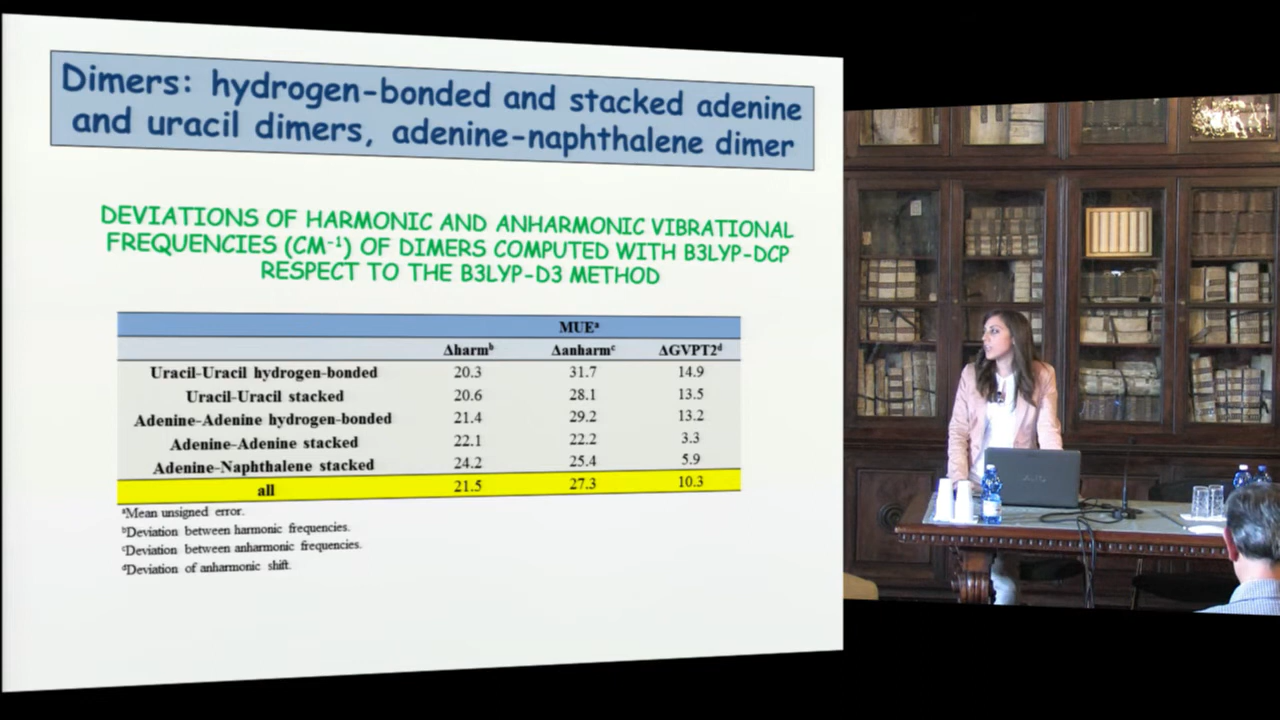 Dimers: hydrogen-bonded and stacked adenine
and uracil dimers, adenine-naphthalene dimer
DEVIATIONS OF HARMONIC AND ANHARMONIC VIBRATIONAL
FREQUENCIES (CM⁻¹) OF DIMERS COMPUTED WITH B3LYP-DCP
RESPECT TO THE B3LYP-D3 METHOD
MUEᵃ
Δharmᵇ Δanharmᶜ ΔGVPT2ᵈ
Uracil-Uracil hydrogen-bonded 20.3 31.7 14.9
Uracil-Uracil stacked 20.6 28.1 13.5
Adenine-Adenine hydrogen-bonded 21.4 29.2 13.2
Adenine-Adenine stacked 22.1 22.2 3.3
Adenine-Naphthalene stacked 24.2 25.4 5.9
all 21.5 27.3 10.3
ᵃMean unsigned error.
ᵇDeviation between harmonic frequencies.
ᶜDeviation between anharmonic frequencies.
ᵈDeviation of anharmonic shift.